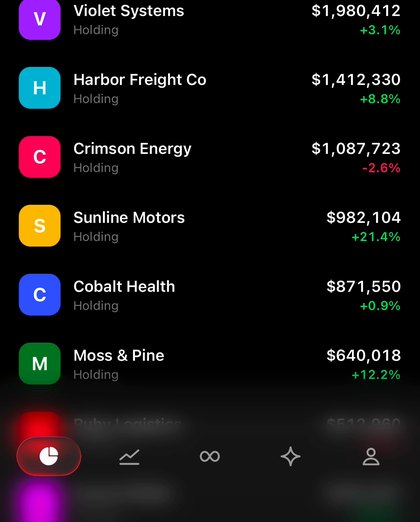 V
Violet Systems
$1,980,412
Holding
+3.1%
H
Harbor Freight Co
$1,412,330
Holding
+8.8%
C
Crimson Energy
$1,087,723
Holding
-2.6%
S
Sunline Motors
$982,104
Holding
+21.4%
C
Cobalt Health
$871,550
Holding
+0.9%
M
Moss & Pine
$640,018
Holding
+12.2%
Ruby Logistics